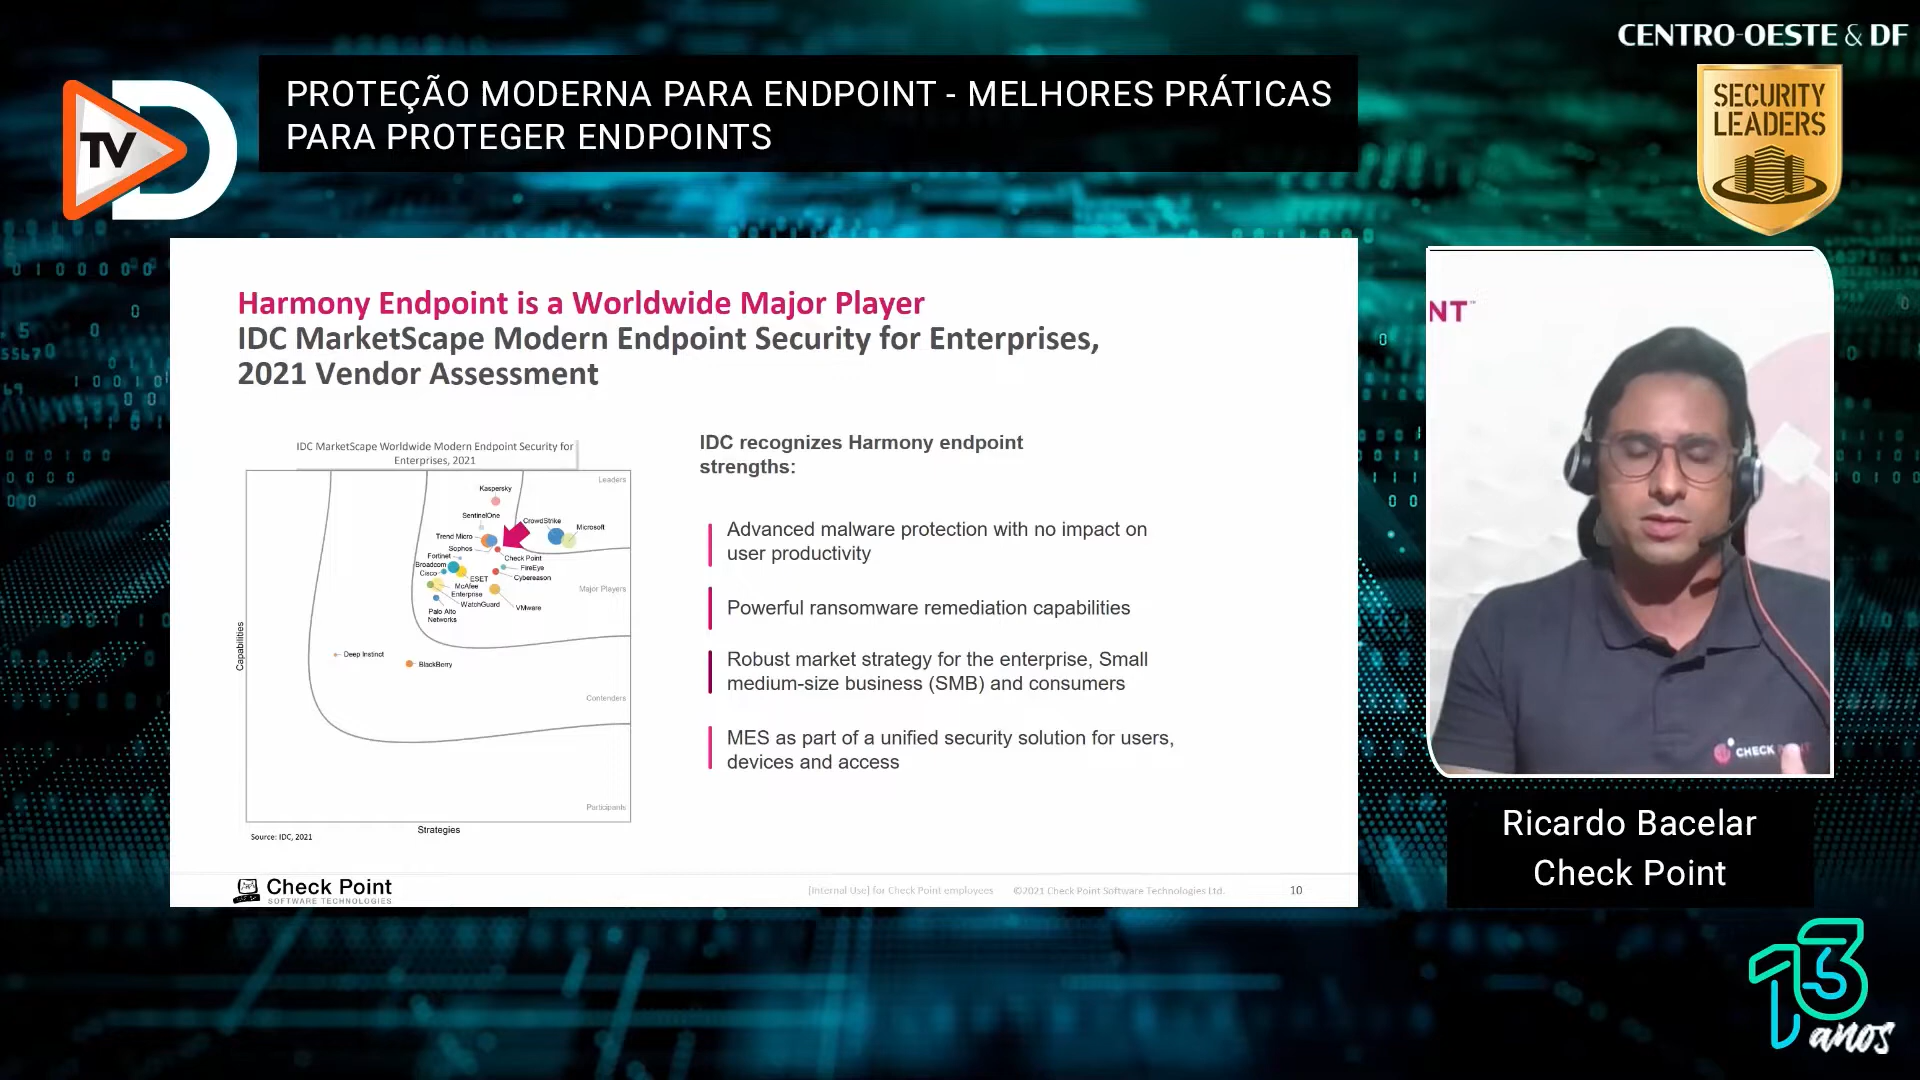 CENTRO-OESTE & DF
SECURITY
LEADERS
TV
PROTEÇÃO MODERNA PARA ENDPOINT - MELHORES PRÁTICAS
PARA PROTEGER ENDPOINTS
Harmony Endpoint is a Worldwide Major Player
IDC MarketScape Modern Endpoint Security for Enterprises,
2021 Vendor Assessment
IDC MarketScape Worldwide Modern Endpoint Security for
Enterprises, 2021
Leaders
Kaspersky
SentinelOne
CrowdStrike
Microsoft
Trend Micro
Sophos
Fortinet
Check Point
Broadcom
FireEye
Cisco
ESET
Cybereason
McAfee
Enterprise
Major Players
WatchGuard
VMware
Palo Alto
Networks
Capabilities
Deep Instinct
BlackBerry
Contenders
Participants
Strategies
Source: IDC, 2021
IDC recognizes Harmony endpoint
strengths:
Advanced malware protection with no impact on
user productivity
Powerful ransomware remediation capabilities
Robust market strategy for the enterprise, Small
medium-size business (SMB) and consumers
MES as part of a unified security solution for users,
devices and access
Check Point
SOFTWARE TECHNOLOGIES
[Internal Use] for Check Point employees
©2021 Check Point Software Technologies Ltd.
10
NT™
CHECK
Ricardo Bacelar
Check Point
13
anos